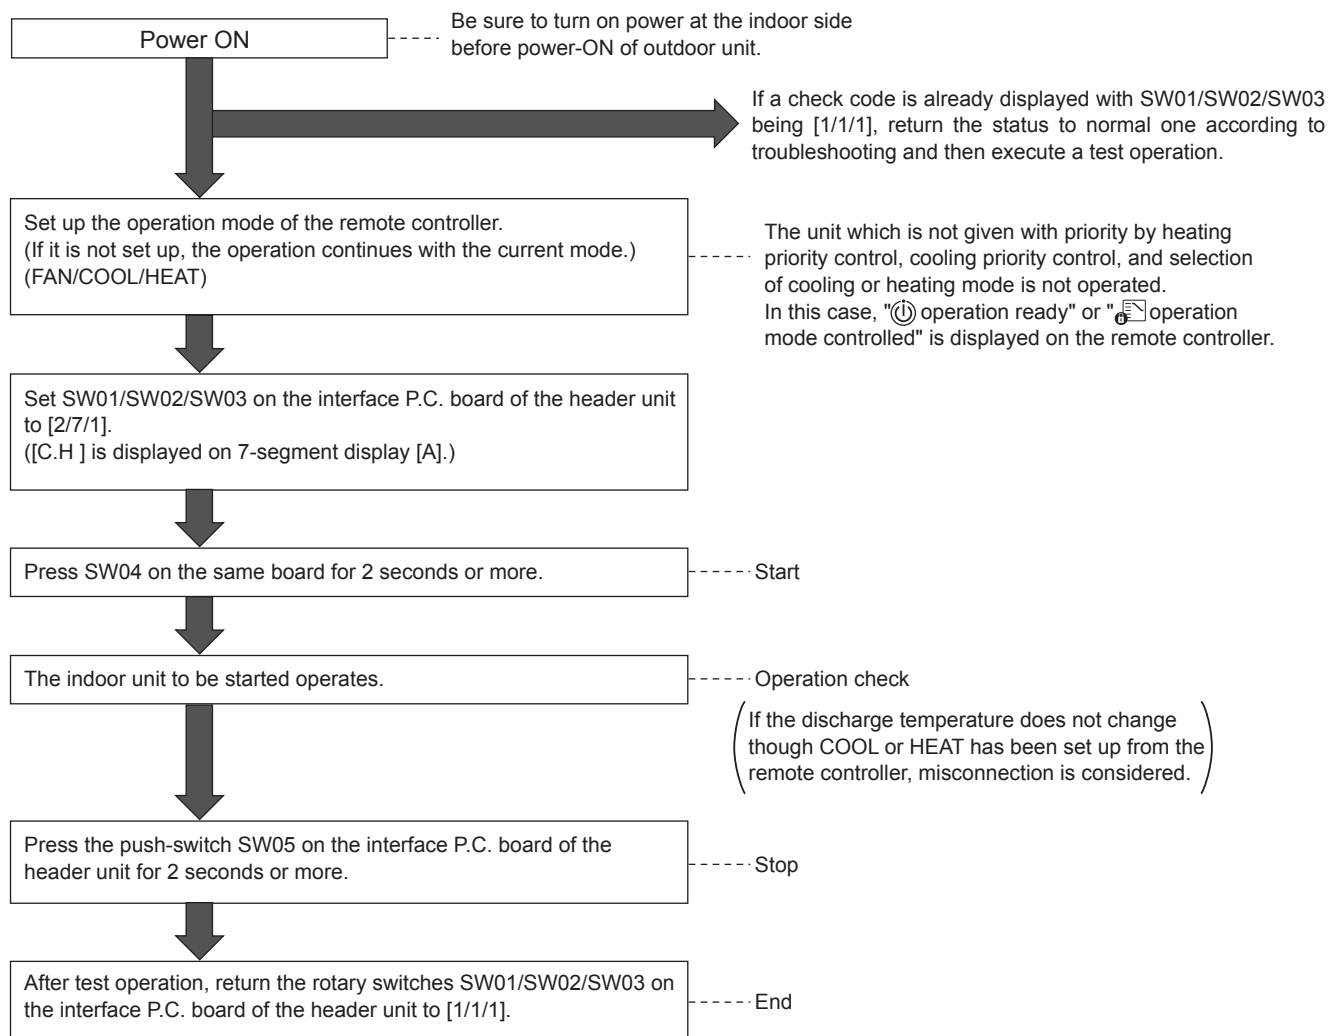 Power ON
Be sure to turn on power at the indoor side
before power-ON of outdoor unit.
If a check code is already displayed with SW01/SW02/SW03
being [1/1/1], return the status to normal one according to
troubleshooting and then execute a test operation.
Set up the operation mode of the remote controller.
(If it is not set up, the operation continues with the current mode.)
(FAN/COOL/HEAT)
The unit which is not given with priority by heating
priority control, cooling priority control, and selection
of cooling or heating mode is not operated.
In this case, " operation ready" or " operation
mode controlled" is displayed on the remote controller.
Set SW01/SW02/SW03 on the interface P.C. board of the header unit
to [2/7/1].
([C.H ] is displayed on 7-segment display [A].)
Press SW04 on the same board for 2 seconds or more.
Start
The indoor unit to be started operates.
Operation check
If the discharge temperature does not change
though COOL or HEAT has been set up from the
remote controller, misconnection is considered.
Press the push-switch SW05 on the interface P.C. board of the
header unit for 2 seconds or more.
Stop
After test operation, return the rotary switches SW01/SW02/SW03 on
the interface P.C. board of the header unit to [1/1/1].
End